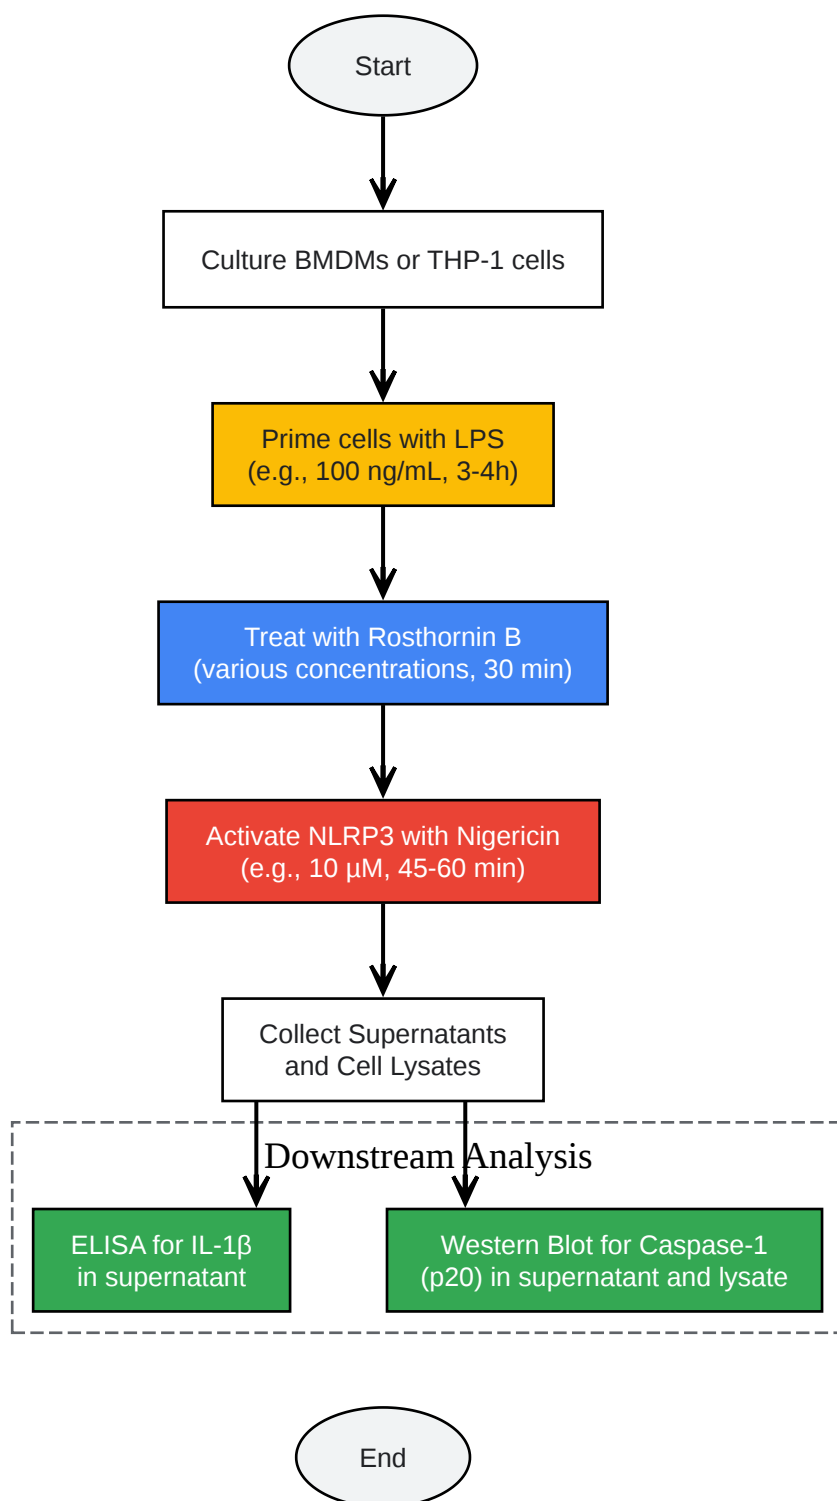 Start
Culture BMDMs or THP-1 cells
Prime cells with LPS
(e.g., 100 ng/mL, 3-4h)
Treat with Rosthornin B
(various concentrations, 30 min)
Activate NLRP3 with Nigericin
(e.g., 10 µM, 45-60 min)
Collect Supernatants
and Cell Lysates
Downstream Analysis
ELISA for IL-1β
in supernatant
Western Blot for Caspase-1
(p20) in supernatant and lysate
End